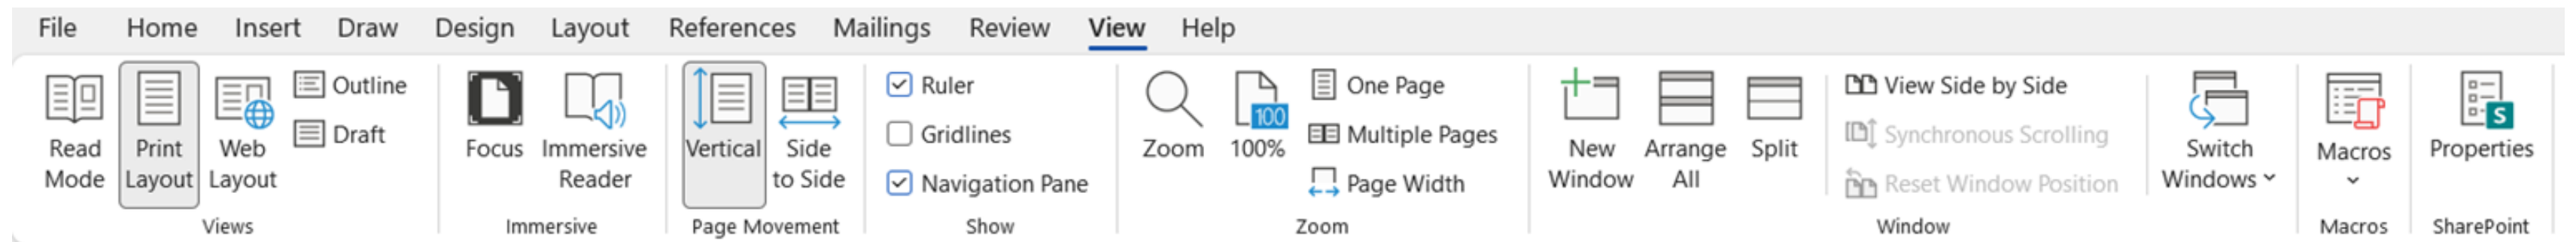 File Home Insert Draw Design Layout References Mailings Review View Help
Read Mode
Print Layout
Web Layout
Outline
Draft
Views
Focus
Immersive Reader
Immersive
Vertical
Side to Side
Page Movement
Ruler
Gridlines
Navigation Pane
Show
Zoom
100
100%
One Page
Multiple Pages
Page Width
Zoom
New Window
Arrange All
Split
View Side by Side
Synchronous Scrolling
Reset Window Position
Switch Windows
Window
Macros
Macros
S
Properties
SharePoint